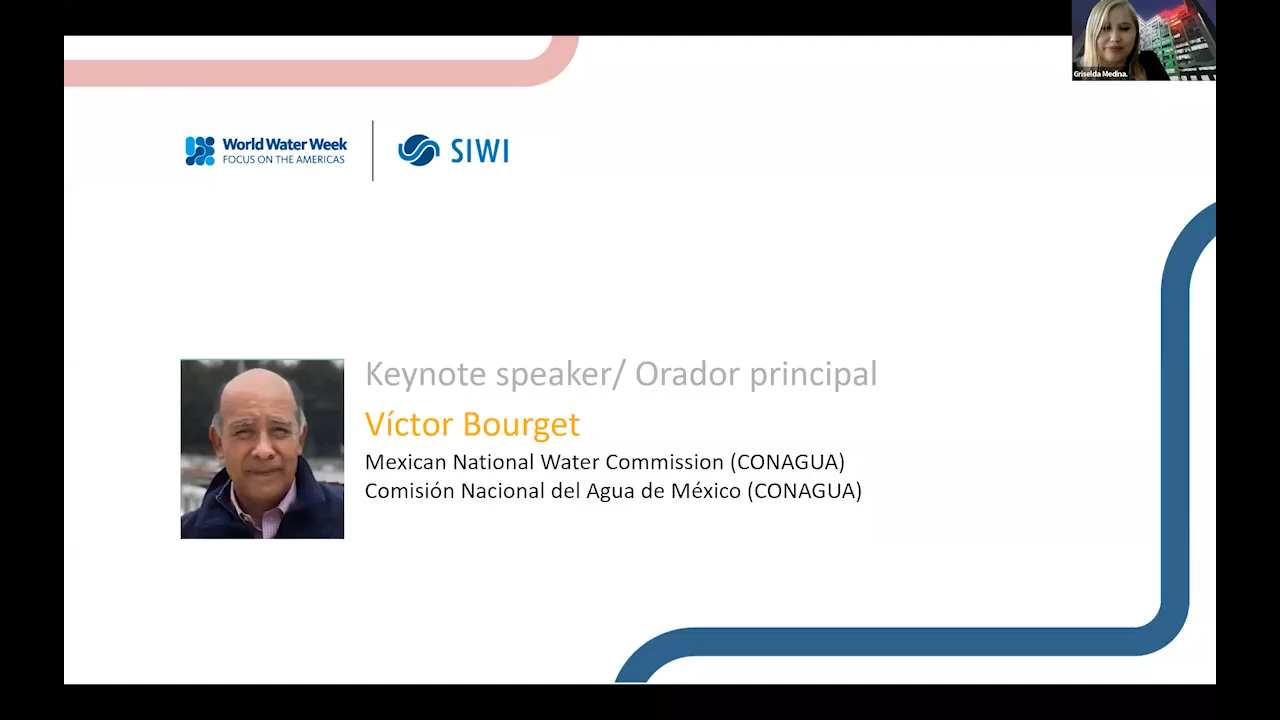 World Water Week
FOCUS ON THE AMERICAS
SIWI
Griselda Medina.
Keynote speaker/ Orador principal
Víctor Bourget
Mexican National Water Commission (CONAGUA)
Comisión Nacional del Agua de México (CONAGUA)